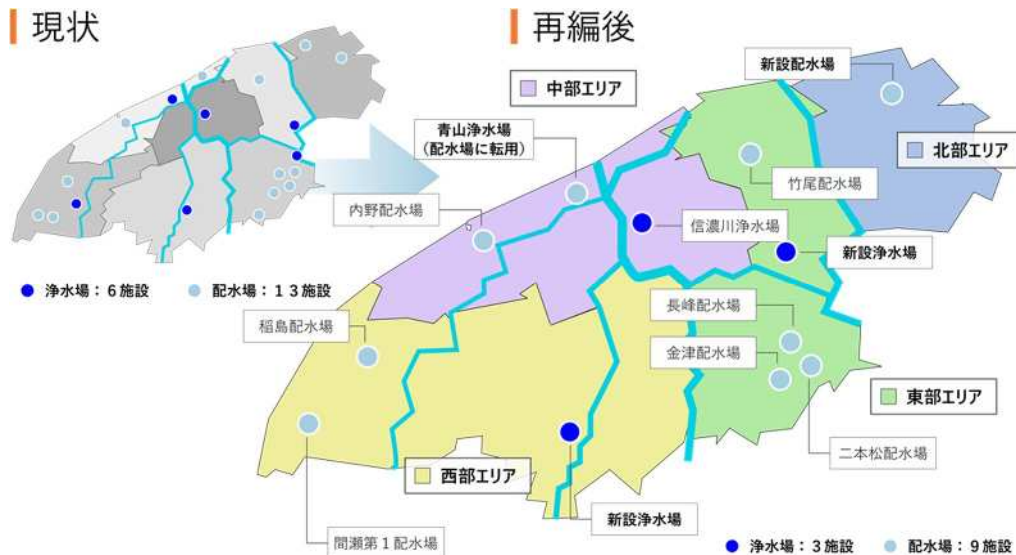 現状
再編後
新設配水場
中部エリア
青山浄水場
(配水場に転用)
北部エリア
竹尾配水場
内野配水場
信濃川浄水場
新設浄水場
浄水場：6施設
配水場：13施設
長峰配水場
稲島配水場
金津配水場
東部エリア
二本松配水場
西部エリア
新設浄水場
間瀬第1配水場
浄水場：3施設
配水場：9施設